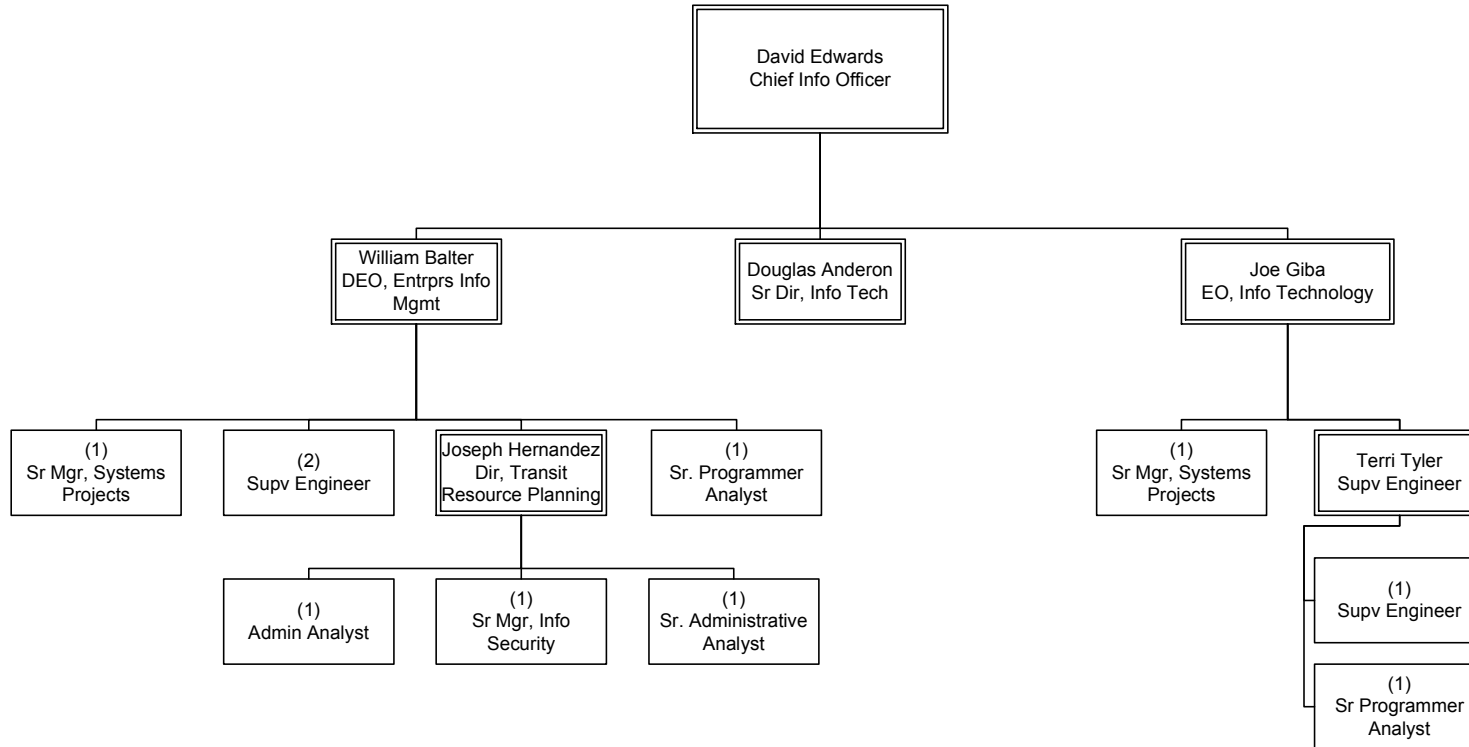 David Edwards
Chief Info Officer
William Balter
DEO, Entrprs Info
Mgmt
Douglas Anderon
Sr Dir, Info Tech
Joe Giba
EO, Info Technology
(1)
Sr Mgr, Systems
Projects
(2)
Supv Engineer
Joseph Hernandez
Dir, Transit
Resource Planning
(1)
Sr. Programmer
Analyst
(1)
Sr Mgr, Systems
Projects
Terri Tyler
Supv Engineer
(1)
Admin Analyst
(1)
Sr Mgr, Info
Security
(1)
Sr. Administrative
Analyst
(1)
Supv Engineer
(1)
Sr Programmer
Analyst